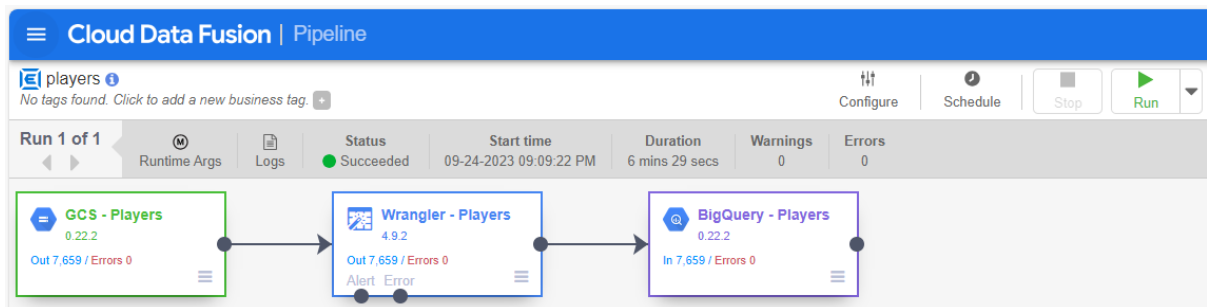 Cloud Data Fusion | Pipeline
players
No tags found. Click to add a new business tag. +
Configure
Schedule
Stop
Run
Run 1 of 1
Runtime Args
Logs
Status
Succeeded
Start time
09-24-2023 09:09:22 PM
Duration
6 mins 29 secs
Warnings
0
Errors
0
GCS - Players
0.22.2
Out 7,659 / Errors 0
Wrangler - Players
4.9.2
Out 7,659 / Errors 0
Alert Error
BigQuery - Players
0.22.2
In 7,659 / Errors 0